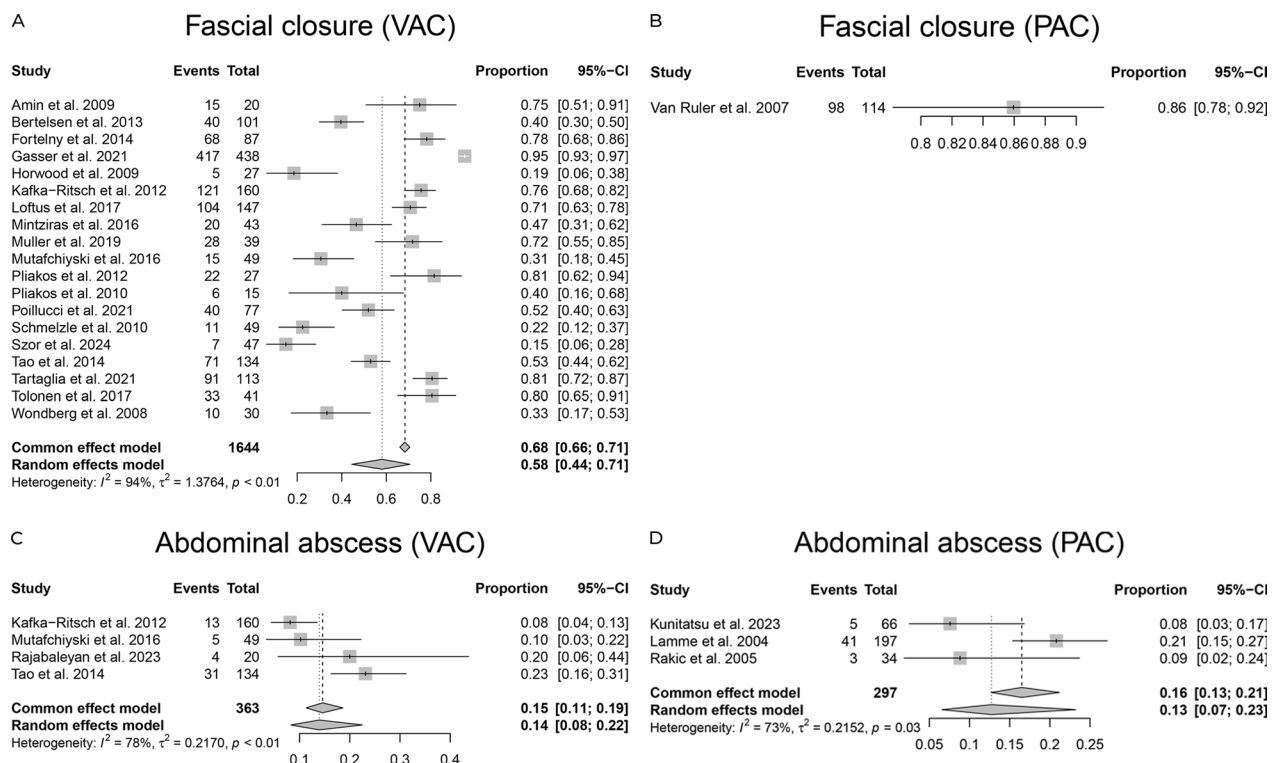 A
Fascial closure (VAC)
Study Events Total Proportion 95%−CI
Amin et al. 2009 15 20 0.75 [0.51; 0.91]
Bertelsen et al. 2013 40 101 0.40 [0.30; 0.50]
Fortelny et al. 2014 68 87 0.78 [0.68; 0.86]
Gasser et al. 2021 417 438 0.95 [0.93; 0.97]
Horwood et al. 2009 5 27 0.19 [0.06; 0.38]
Kafka−Ritsch et al. 2012 121 160 0.76 [0.68; 0.82]
Loftus et al. 2017 104 147 0.71 [0.63; 0.78]
Mintziras et al. 2016 20 43 0.47 [0.31; 0.62]
Muller et al. 2019 28 39 0.72 [0.55; 0.85]
Mutafchiyski et al. 2016 15 49 0.31 [0.18; 0.45]
Pliakos et al. 2012 22 27 0.81 [0.62; 0.94]
Pliakos et al. 2010 6 15 0.40 [0.16; 0.68]
Poillucci et al. 2021 40 77 0.52 [0.40; 0.63]
Schmelzle et al. 2010 11 49 0.22 [0.12; 0.37]
Szor et al. 2024 7 47 0.15 [0.06; 0.28]
Tao et al. 2014 71 134 0.53 [0.44; 0.62]
Tartaglia et al. 2021 91 113 0.81 [0.72; 0.87]
Tolonen et al. 2017 33 41 0.80 [0.65; 0.91]
Wondberg et al. 2008 10 30 0.33 [0.17; 0.53]
Common effect model 1644 0.68 [0.66; 0.71]
Random effects model 0.58 [0.44; 0.71]
Heterogeneity: I² = 94%, τ² = 1.3764, p < 0.01
0.2 0.4 0.6 0.8
B
Fascial closure (PAC)
Study Events Total Proportion 95%−CI
Van Ruler et al. 2007 98 114 0.86 [0.78; 0.92]
0.8 0.82 0.84 0.86 0.88 0.9
C
Abdominal abscess (VAC)
Study Events Total Proportion 95%−CI
Kafka−Ritsch et al. 2012 13 160 0.08 [0.04; 0.13]
Mutafchiyski et al. 2016 5 49 0.10 [0.03; 0.22]
Rajabaleyan et al. 2023 4 20 0.20 [0.06; 0.44]
Tao et al. 2014 31 134 0.23 [0.16; 0.31]
Common effect model 363 0.15 [0.11; 0.19]
Random effects model 0.14 [0.08; 0.22]
Heterogeneity: I² = 78%, τ² = 0.2170, p < 0.01
0.1 0.2 0.3 0.4
D
Abdominal abscess (PAC)
Study Events Total Proportion 95%−CI
Kunitatsu et al. 2023 5 66 0.08 [0.03; 0.17]
Lamme et al. 2004 41 197 0.21 [0.15; 0.27]
Rakic et al. 2005 3 34 0.09 [0.02; 0.24]
Common effect model 297 0.16 [0.13; 0.21]
Random effects model 0.13 [0.07; 0.23]
Heterogeneity: I² = 73%, τ² = 0.2152, p = 0.03
0.05 0.1 0.15 0.2 0.25